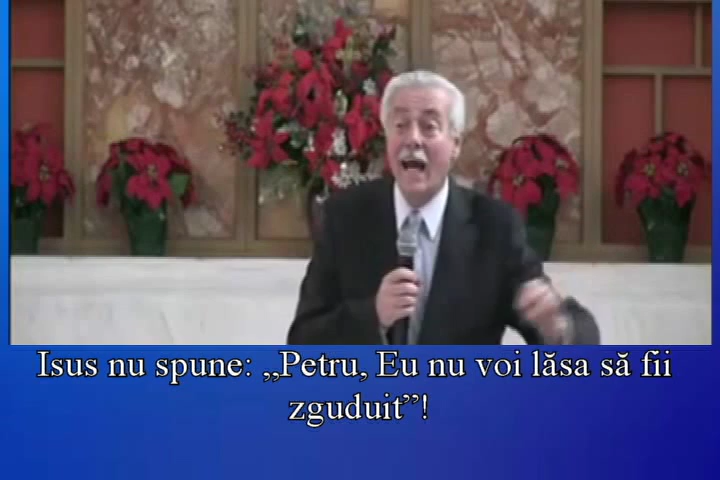 Isus nu spune: „Petru, Eu nu voi lăsa să fii
zguduit”!